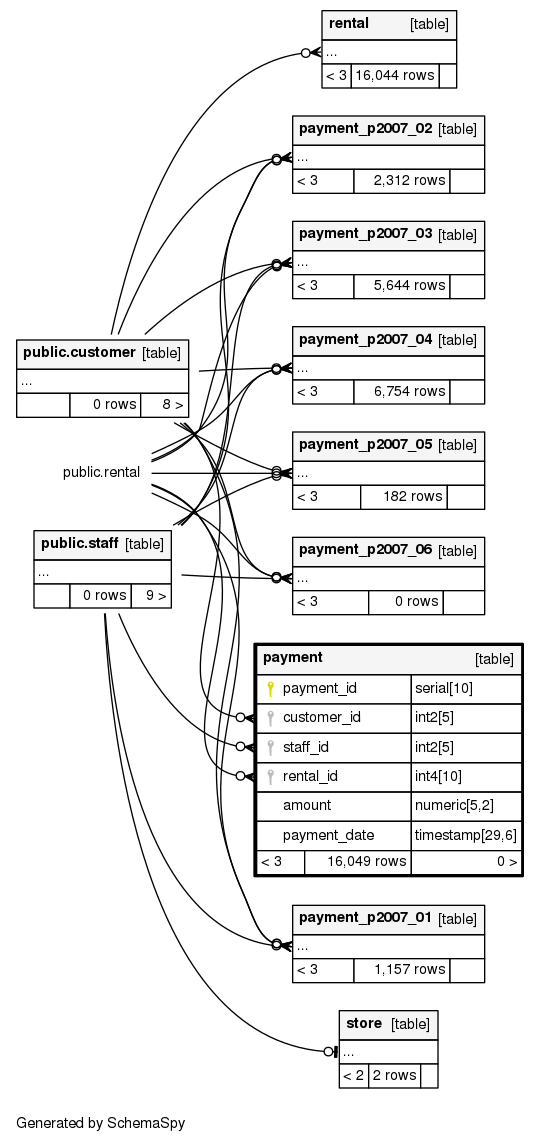 rental [table]
...
< 3 16,044 rows
payment_p2007_02 [table]
...
< 3 2,312 rows
payment_p2007_03 [table]
...
< 3 5,644 rows
payment_p2007_04 [table]
...
< 3 6,754 rows
public.customer [table]
...
0 rows 8 >
payment_p2007_05 [table]
...
< 3 182 rows
public.rental
public.staff [table]
...
0 rows 9 >
payment_p2007_06 [table]
...
< 3 0 rows
payment [table]
payment_id serial[10]
customer_id int2[5]
staff_id int2[5]
rental_id int4[10]
amount numeric[5,2]
payment_date timestamp[29,6]
< 3 16,049 rows 0 >
payment_p2007_01 [table]
...
< 3 1,157 rows
store [table]
...
< 2 2 rows
Generated by SchemaSpy